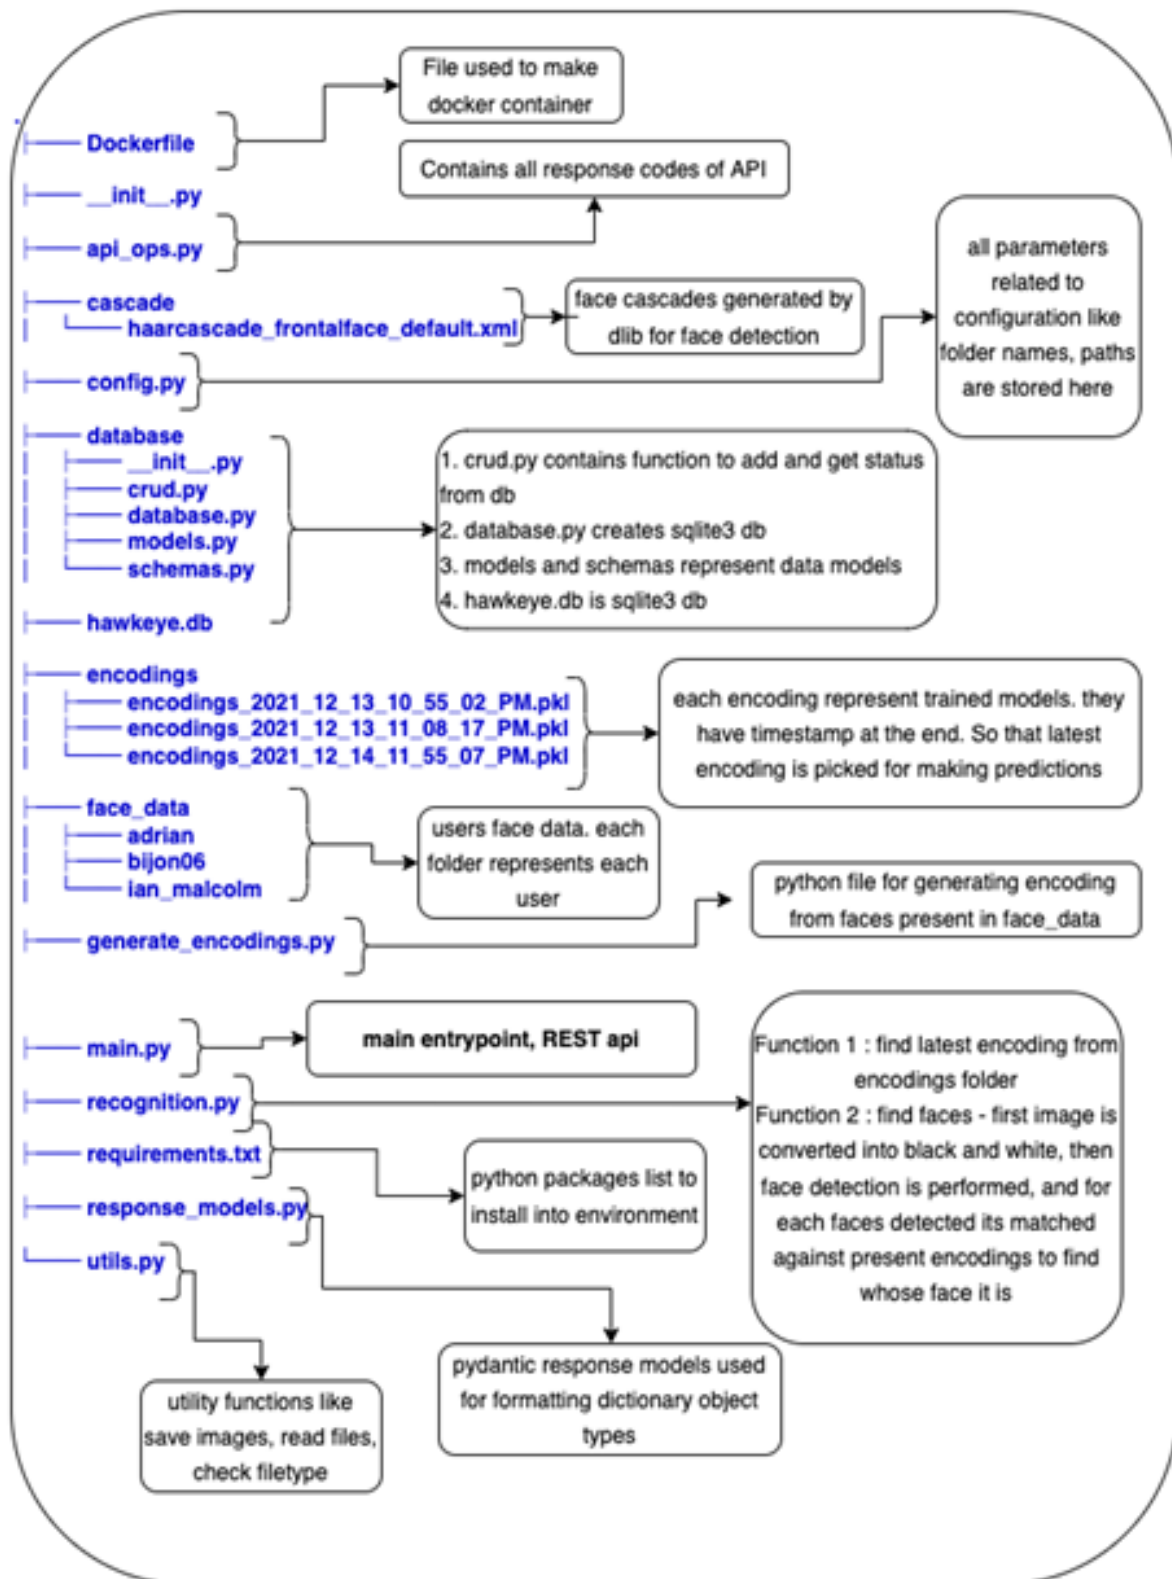 File used to make
docker container
Dockerfile
Contains all response codes of API
__init__.py
api_ops.py
all parameters
related to
configuration like
folder names, paths
are stored here
cascade
haarcascade_frontalface_default.xml
face cascades generated by
dlib for face detection
config.py
database
__init__.py
crud.py
database.py
models.py
schemas.py
hawkeye.db
1. crud.py contains function to add and get status
from db
2. database.py creates sqlite3 db
3. models and schemas represent data models
4. hawkeye.db is sqlite3 db
encodings
encodings_2021_12_13_10_55_02_PM.pkl
encodings_2021_12_13_11_08_17_PM.pkl
encodings_2021_12_14_11_55_07_PM.pkl
each encoding represent trained models. they
have timestamp at the end. So that latest
encoding is picked for making predictions
face_data
adrian
bijon06
ian_malcolm
users face data. each
folder represents each
user
generate_encodings.py
python file for generating encoding
from faces present in face_data
main.py
main entrypoint, REST api
recognition.py
Function 1 : find latest encoding from
encodings folder
Function 2 : find faces - first image is
converted into black and white, then
face detection is performed, and for
each faces detected its matched
against present encodings to find
whose face it is
requirements.txt
python packages list to
install into environment
response_models.py
pydantic response models used
for formatting dictionary object
types
utils.py
utility functions like
save images, read files,
check filetype